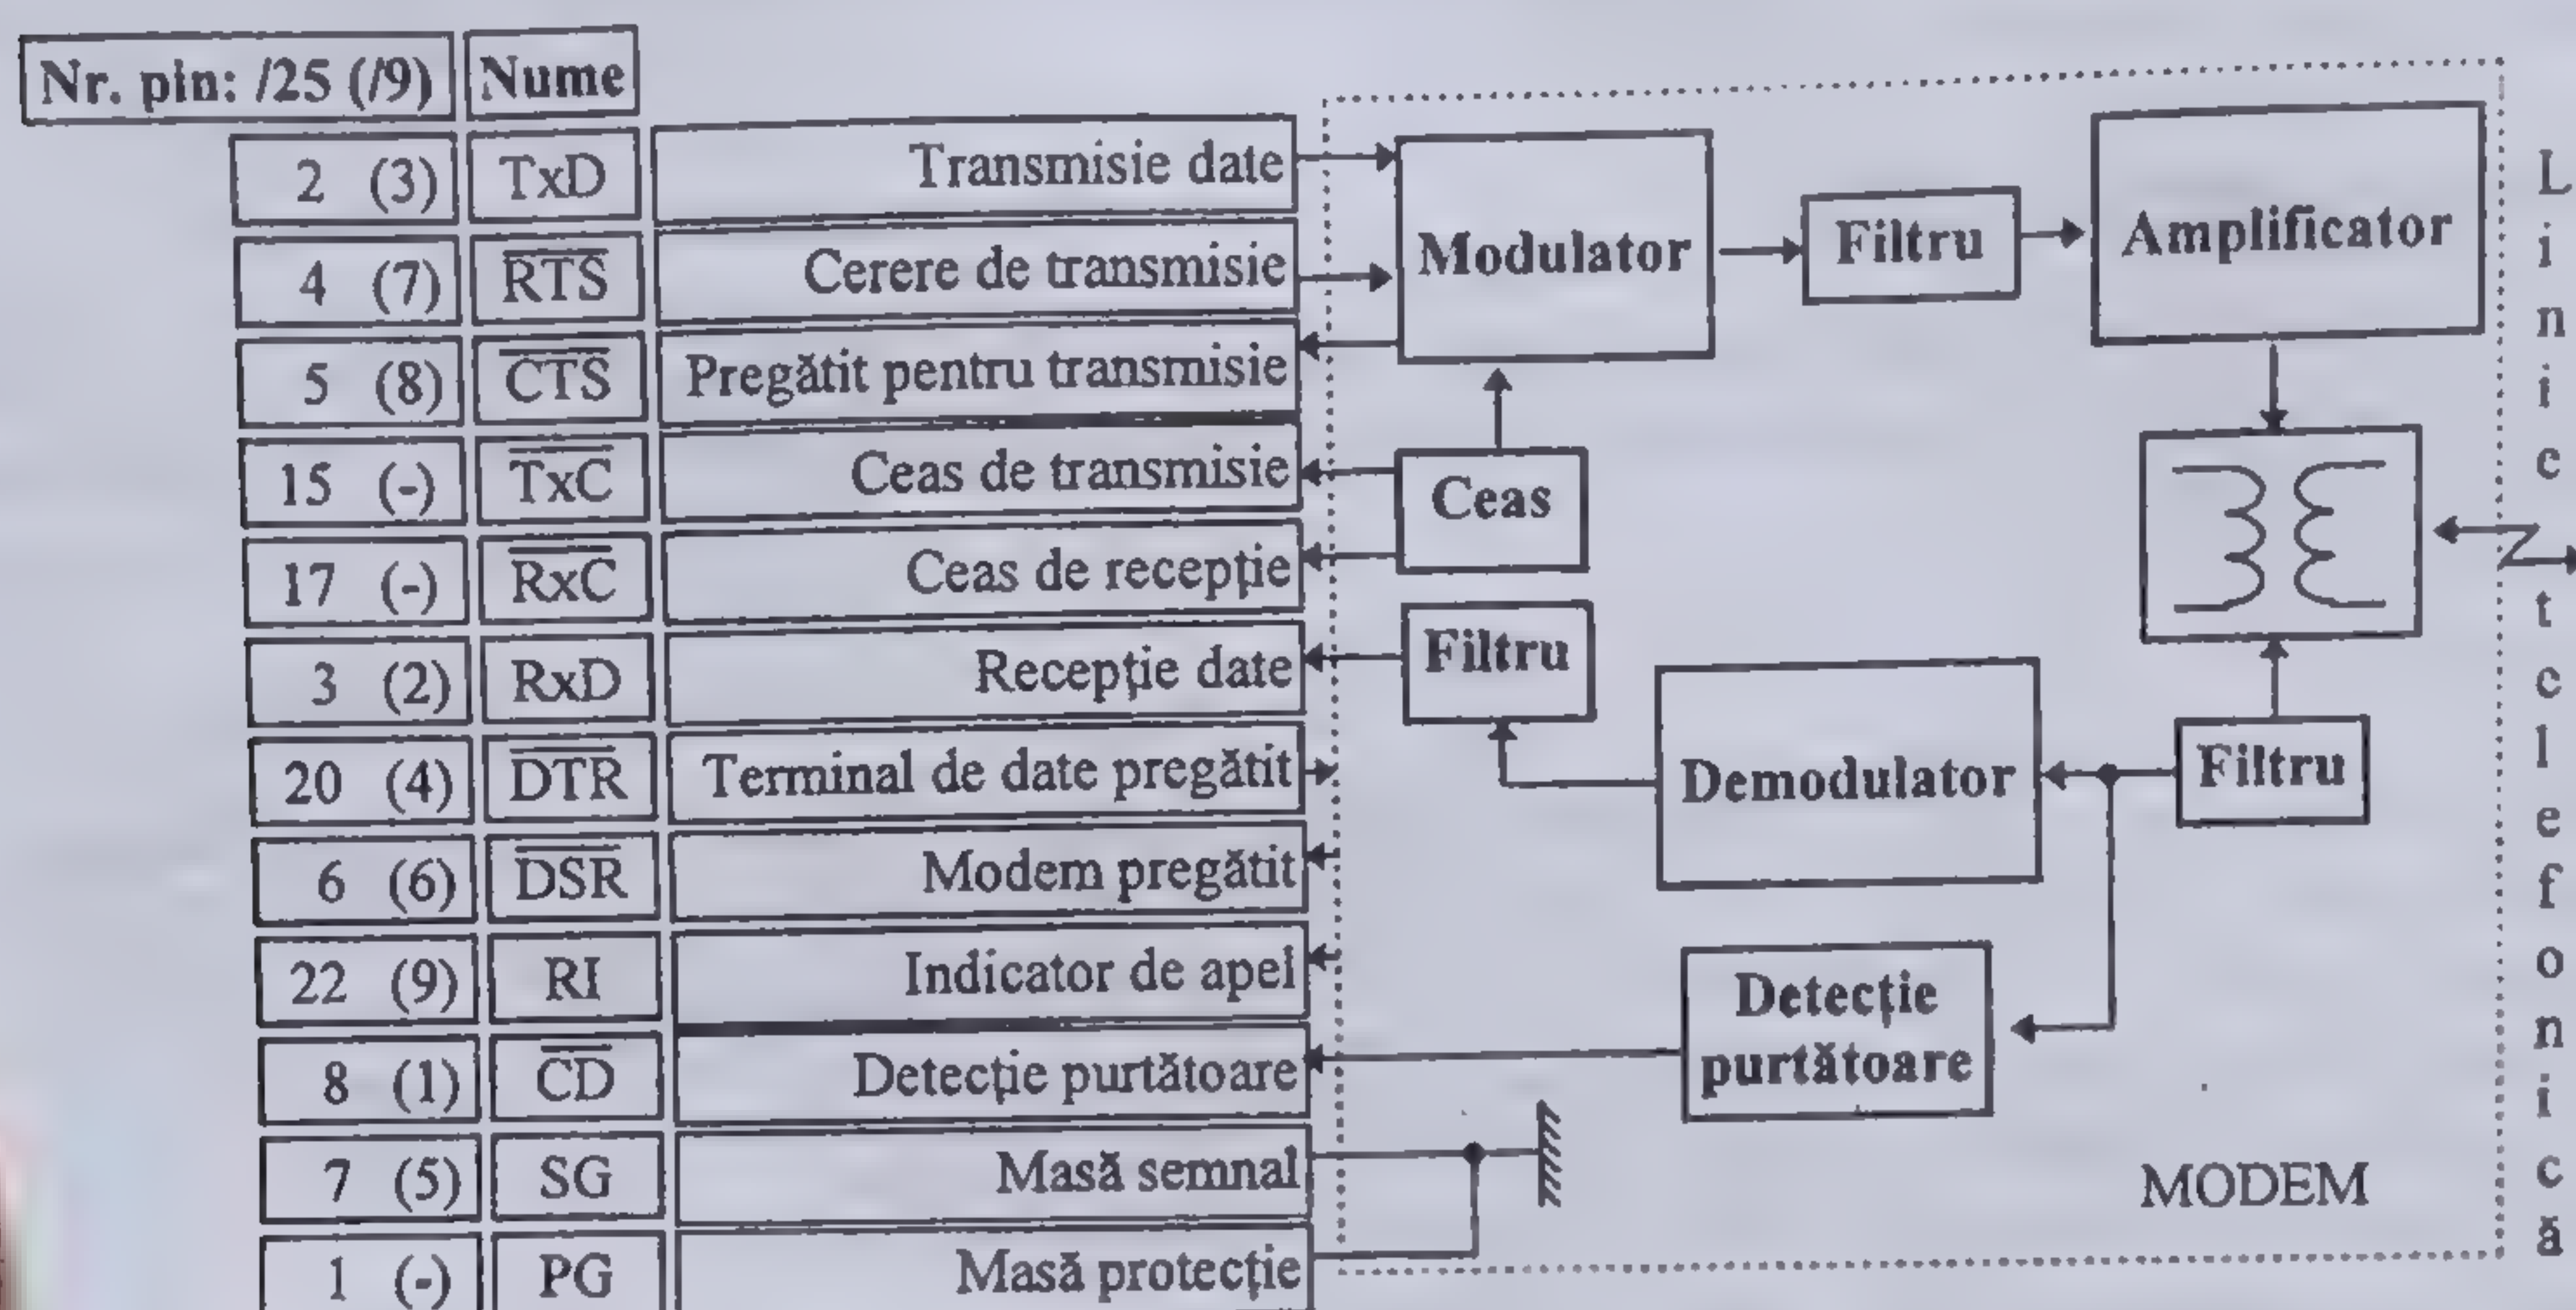 Nr. pin: /25 (/9) Nume
2 (3) TxD Transmisie date
4 (7) RTS Cerere de transmisie
5 (8) CTS Pregătit pentru transmisie
15 (-) TxC Ceas de transmisie
17 (-) RxC Ceas de recepție
3 (2) RxD Recepție date
20 (4) DTR Terminal de date pregătit
6 (6) DSR Modem pregătit
22 (9) RI Indicator de apel
8 (1) CD Detecție purtătoare
7 (5) SG Masă semnal
1 (-) PG Masă protecție
Modulator
Filtru
Amplificator
Ceas
Filtru
Demodulator
Filtru
Detecție
purtătoare
MODEM
Linie telefonică